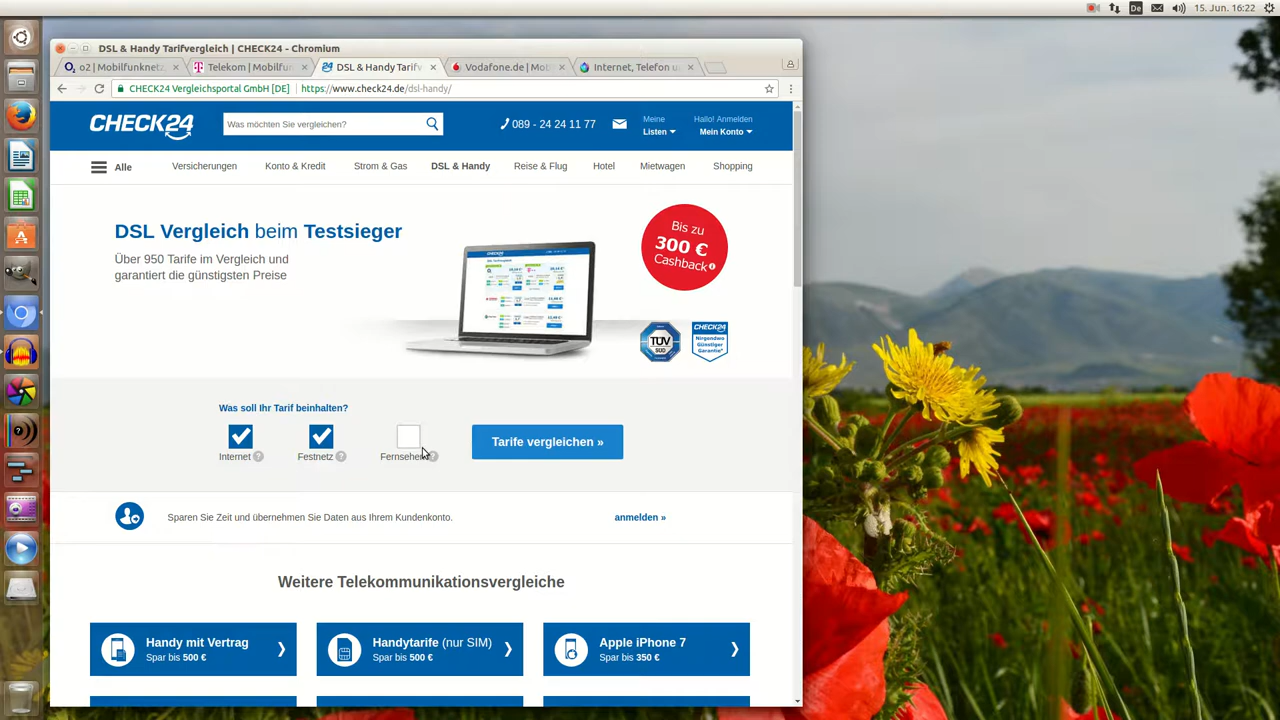 De 15. Jun. 16:22
DSL & Handy Tarifvergleich | CHECK24 - Chromium
o2 | Mobilfunknetz, Telekom | Mobilfun 24 DSL & Handy Tarifv Vodafone.de | Mob Internet, Telefon u
CHECK24 Vergleichsportal GmbH [DE] https://www.check24.de/dsl-handy/
CHECK24 Was möchten Sie vergleichen? 089 - 24 24 11 77 Meine Hallo! Anmelden
Listen Mein Konto
Alle Versicherungen Konto & Kredit Strom & Gas DSL & Handy Reise & Flug Hotel Mietwagen Shopping
DSL Vergleich beim Testsieger
Über 950 Tarife im Vergleich und
garantiert die günstigsten Preise
Bis zu
300 €
Cashback
TÜV
SÜD
CHECK24
Nirgendwo
Günstiger
Garantie
Was soll Ihr Tarif beinhalten?
Internet ? Festnetz ? Fernsehen ? Tarife vergleichen »
Sparen Sie Zeit und übernehmen Sie Daten aus Ihrem Kundenkonto. anmelden »
Weitere Telekommunikationsvergleiche
Handy mit Vertrag
Spar bis 500 €
Handytarife (nur SIM)
Spar bis 500 €
Apple iPhone 7
Spar bis 350 €